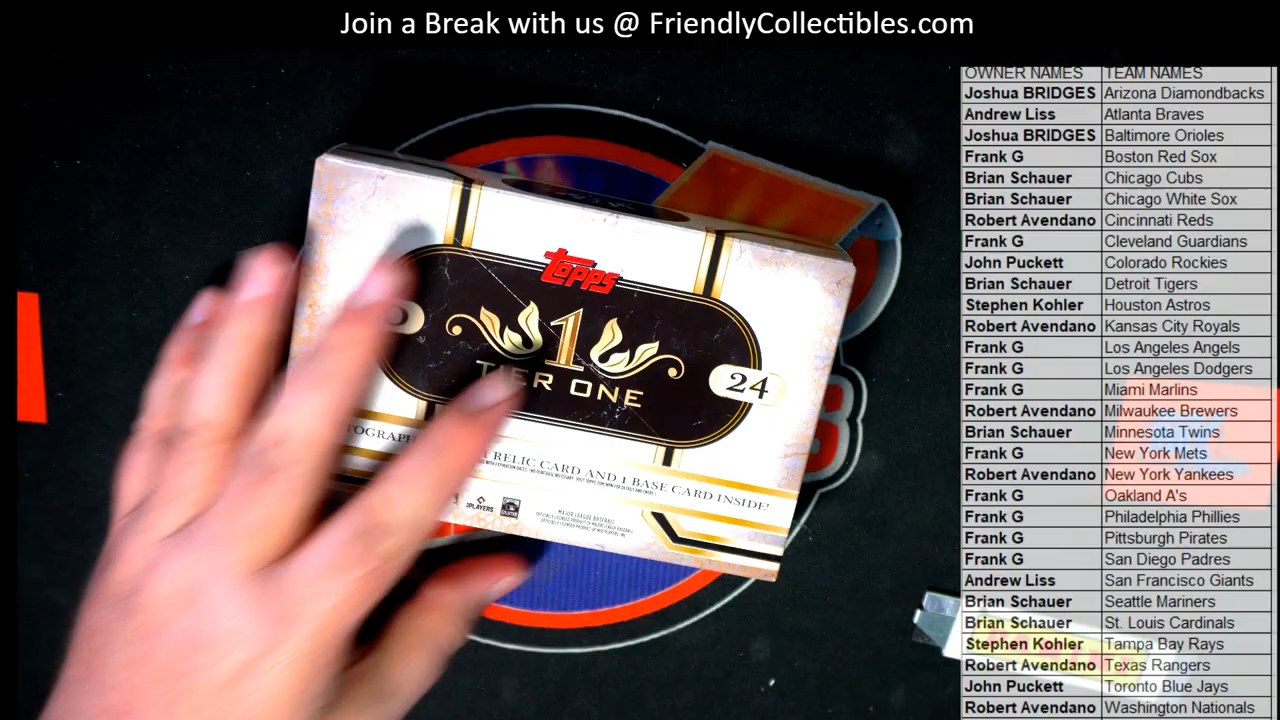 Join a Break with us @ FriendlyCollectibles.com
OWNER NAMES TEAM NAMES
Joshua BRIDGES Arizona Diamondbacks
Andrew Liss Atlanta Braves
Joshua BRIDGES Baltimore Orioles
Frank G Boston Red Sox
Brian Schauer Chicago Cubs
Brian Schauer Chicago White Sox
Robert Avendano Cincinnati Reds
Frank G Cleveland Guardians
John Puckett Colorado Rockies
Brian Schauer Detroit Tigers
Stephen Kohler Houston Astros
Robert Avendano Kansas City Royals
Frank G Los Angeles Angels
Frank G Los Angeles Dodgers
Frank G Miami Marlins
Robert Avendano Milwaukee Brewers
Brian Schauer Minnesota Twins
Frank G New York Mets
Robert Avendano New York Yankees
Frank G Oakland A's
Frank G Philadelphia Phillies
Frank G Pittsburgh Pirates
Frank G San Diego Padres
Andrew Liss San Francisco Giants
Brian Schauer Seattle Mariners
Brian Schauer St. Louis Cardinals
Stephen Kohler Tampa Bay Rays
Robert Avendano Texas Rangers
John Puckett Toronto Blue Jays
Robert Avendano Washington Nationals
topps
1
TIER ONE
24
RELIC CARD AND 1 BASE CARD INSIDE!
PLAYERS
MAJOR LEAGUE BASEBALL